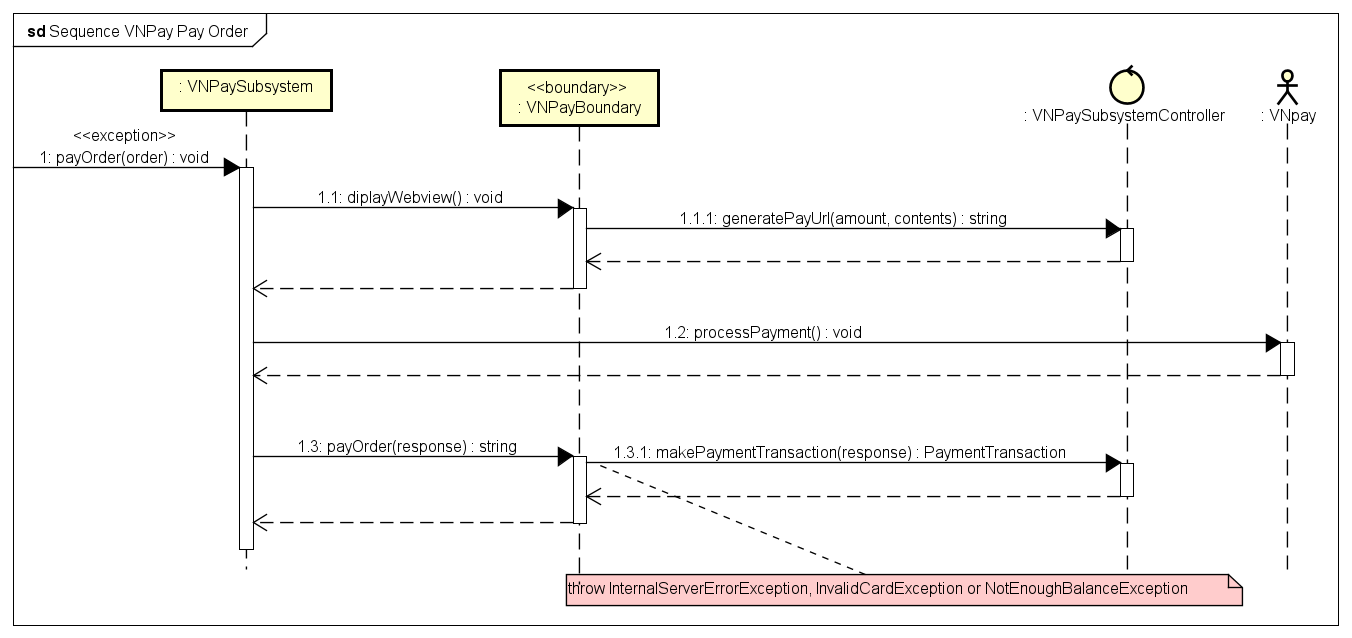 sd Sequence VNPay Pay Order
: VNPaySubsystem
<<boundary>>
: VNPayBoundary
: VNPaySubsystemController
: VNpay
<<exception>>
1: payOrder(order) : void
1.1: diplayWebview() : void
1.1.1: generatePayUrl(amount, contents) : string
1.2: processPayment() : void
1.3: payOrder(response) : string
1.3.1: makePaymentTransaction(response) : PaymentTransaction
throw InternalServerErrorException, InvalidCardException or NotEnoughBalanceException